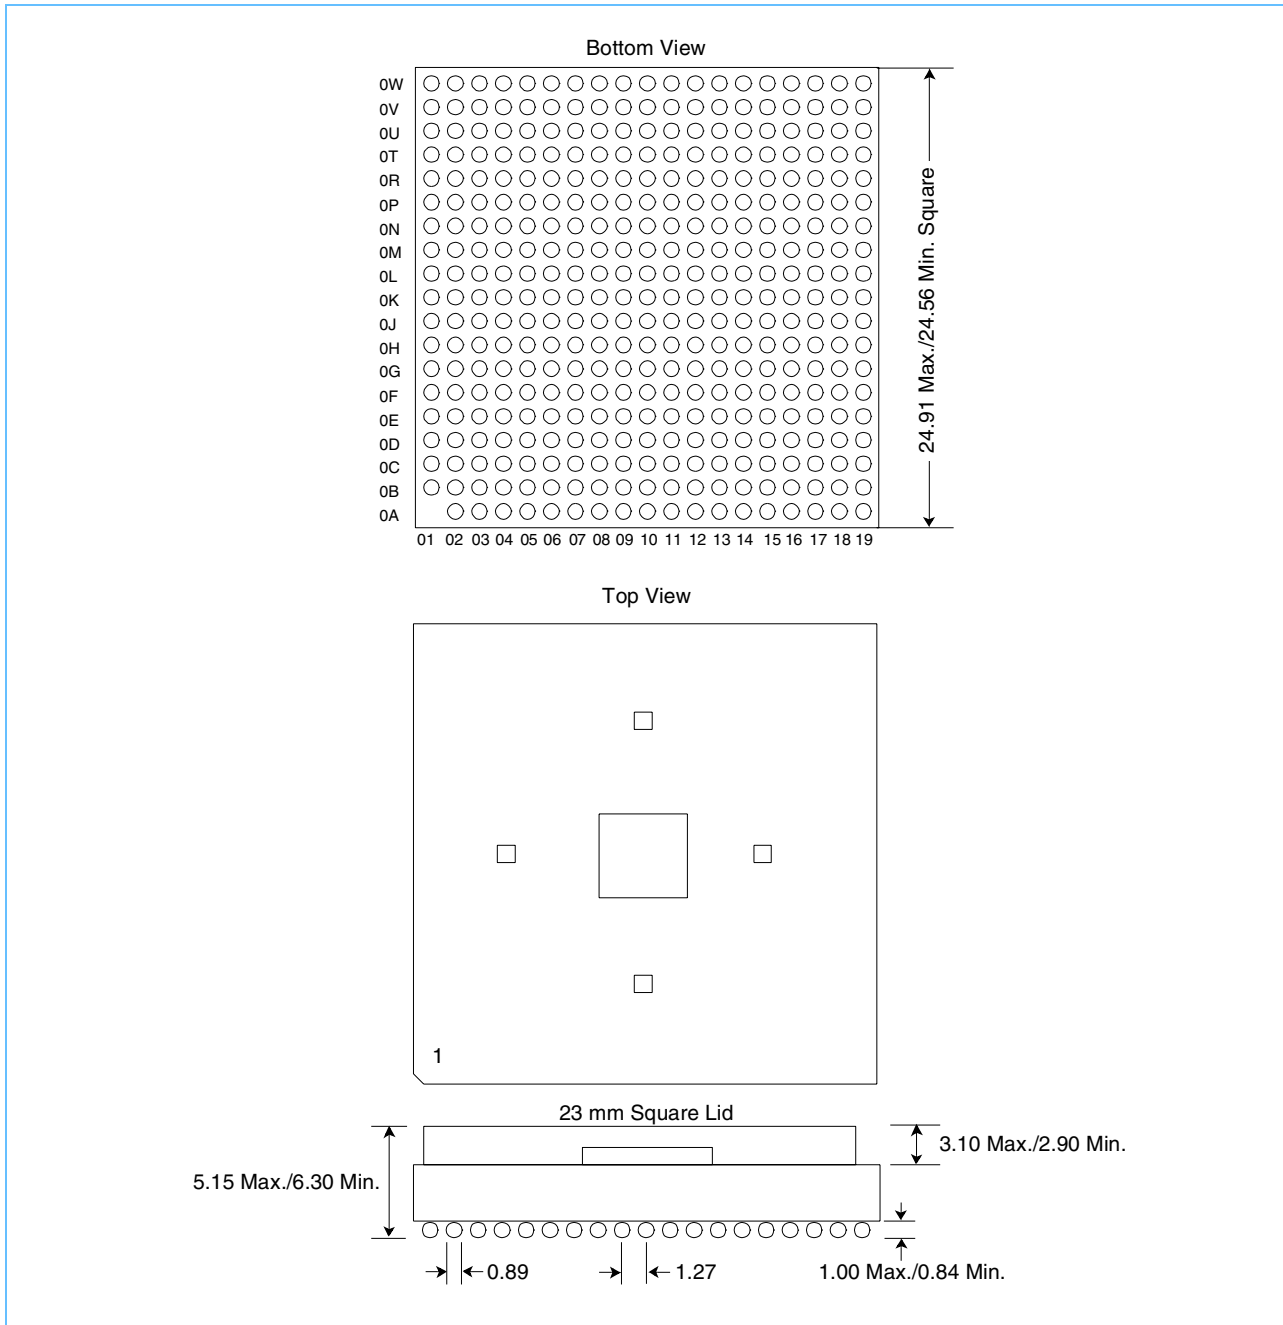 Bottom View
0W
0V
0U
0T
0R
0P
0N
0M
0L
0K
0J
0H
0G
0F
0E
0D
0C
0B
0A
01 02 03 04 05 06 07 08 09 10 11 12 13 14 15 16 17 18 19
24.91 Max./24.56 Min. Square
Top View
1
23 mm Square Lid
3.10 Max./2.90 Min.
5.15 Max./6.30 Min.
0.89
1.27
1.00 Max./0.84 Min.